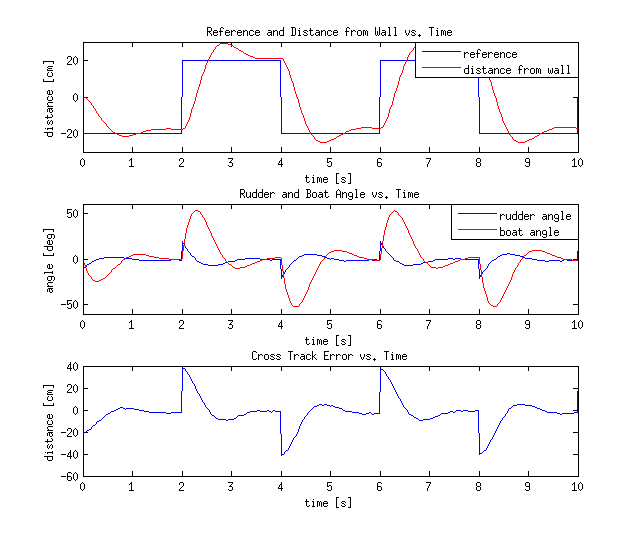 Reference and Distance from Wall vs. Time
distance [cm]
20
0
−20
reference
distance from wall
0 1 2 3 4 5 6 7 8 9 10
time [s]
Rudder and Boat Angle vs. Time
angle [deg]
50
0
−50
rudder angle
boat angle
0 1 2 3 4 5 6 7 8 9 10
time [s]
Cross Track Error vs. Time
distance [cm]
40
20
0
−20
−40
−60
0 1 2 3 4 5 6 7 8 9 10
time [s]